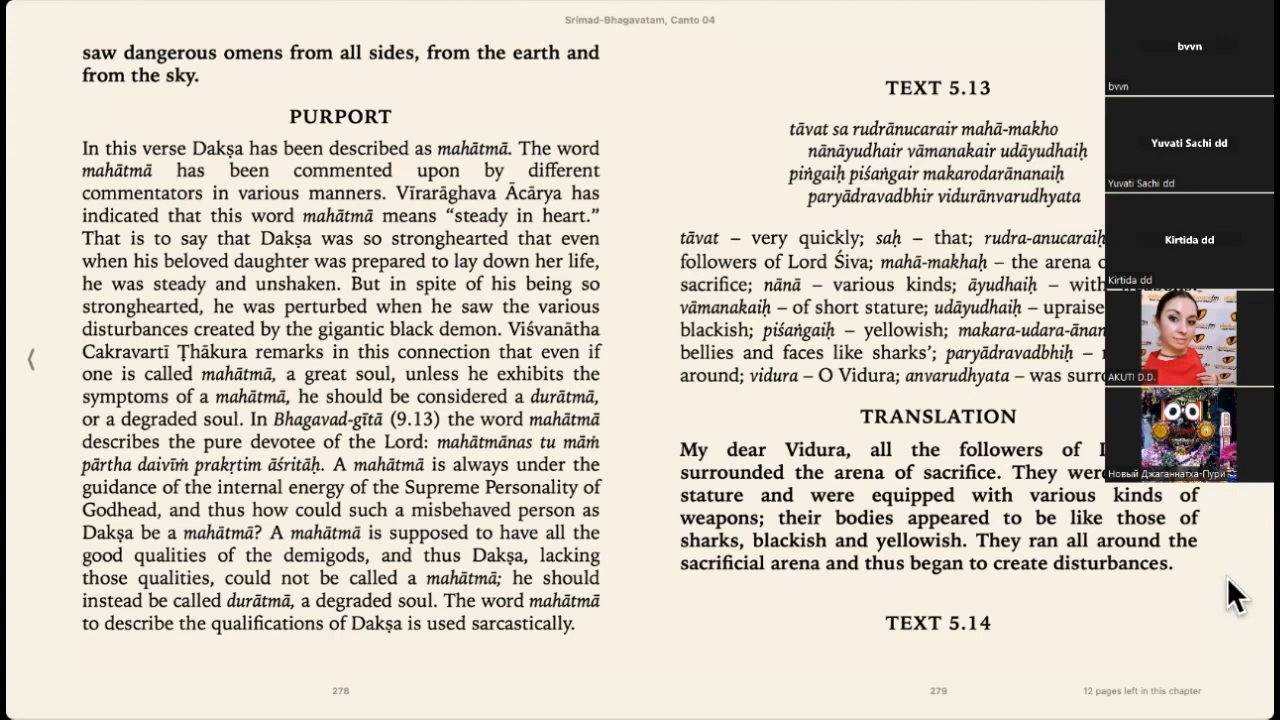 Srimad-Bhagavatam, Canto 04
saw dangerous omens from all sides, from the earth and
from the sky.
PURPORT
In this verse Dakṣa has been described as mahātmā. The word
mahātmā has been commented upon by different
commentators in various manners. Vīrarāghava Ācārya has
indicated that this word mahātmā means “steady in heart.”
That is to say that Dakṣa was so stronghearted that even
when his beloved daughter was prepared to lay down her life,
he was steady and unshaken. But in spite of his being so
stronghearted, he was perturbed when he saw the various
disturbances created by the gigantic black demon. Viśvanātha
Cakravartī Ṭhākura remarks in this connection that even if
one is called mahātmā, a great soul, unless he exhibits the
symptoms of a mahātmā, he should be considered a durātmā,
or a degraded soul. In Bhagavad-gītā (9.13) the word mahātmā
describes the pure devotee of the Lord: mahātmānas tu māṁ
pārtha daivīṁ prakṛtim āśritāḥ. A mahātmā is always under the
guidance of the internal energy of the Supreme Personality of
Godhead, and thus how could such a misbehaved person as
Dakṣa be a mahātmā? A mahātmā is supposed to have all the
good qualities of the demigods, and thus Dakṣa, lacking
those qualities, could not be called a mahātmā; he should
instead be called durātmā, a degraded soul. The word mahātmā
to describe the qualifications of Dakṣa is used sarcastically.
278
TEXT 5.13
tāvat sa rudrānucarair mahā-makho
nānāyudhair vāmanakair udāyudhaiḥ
piṅgaiḥ piśaṅgair makarodarānanaiḥ
paryādravadbhir vidurānvarudhyata
tāvat – very quickly; saḥ – that; rudra-anucaraiḥ
followers of Lord Śiva; mahā-makhaḥ – the arena o
sacrifice; nānā – various kinds; āyudhaiḥ – with
vāmanakaiḥ – of short stature; udāyudhaiḥ – upraise
blackish; piśaṅgaiḥ – yellowish; makara-udara-ānan
bellies and faces like sharks’; paryādravadbhiḥ –
around; vidura – O Vidura; anvarudhyata – was surr
TRANSLATION
My dear Vidura, all the followers of
surrounded the arena of sacrifice. They were
stature and were equipped with various kinds of
weapons; their bodies appeared to be like those of
sharks, blackish and yellowish. They ran all around the
sacrificial arena and thus began to create disturbances.
TEXT 5.14
279
12 pages left in this chapter
bvvn
bvvn
Yuvati Sachi dd
Yuvati Sachi dd
Kirtida dd
Kirtida dd
AKUTI D.D.
Новый Джаганнатха-Пури